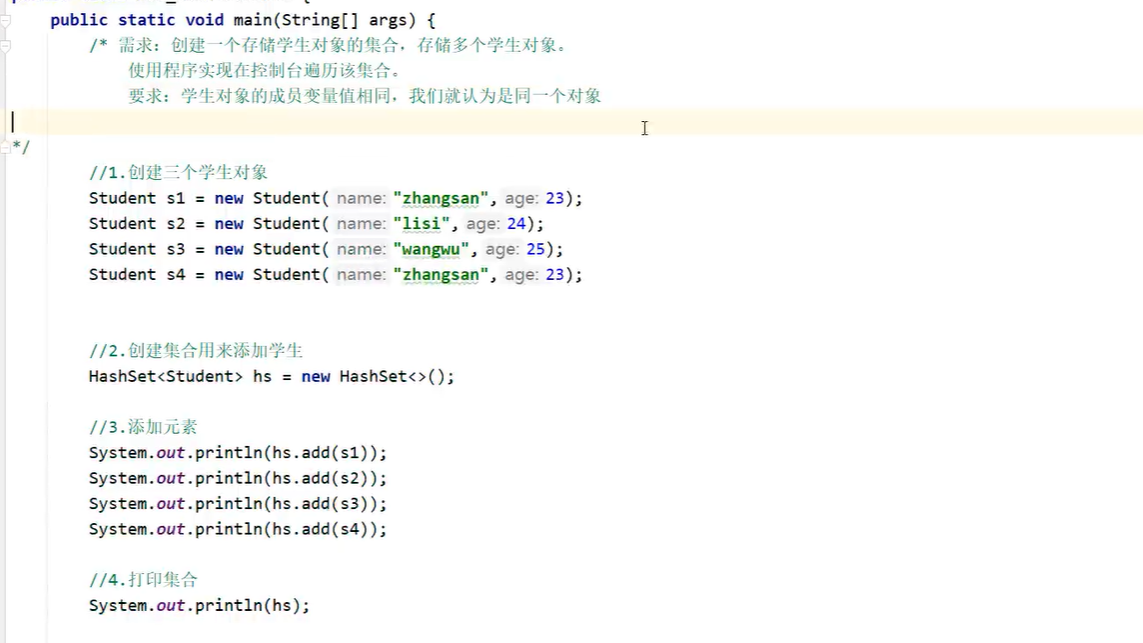 public static void main(String[] args) {
/* 需求：创建一个存储学生对象的集合，存储多个学生对象。
使用程序实现在控制台遍历该集合。
要求：学生对象的成员变量值相同，我们就认为是同一个对象
*/
//1.创建三个学生对象
Student s1 = new Student( name: "zhangsan", age: 23);
Student s2 = new Student( name: "lisi", age: 24);
Student s3 = new Student( name: "wangwu", age: 25);
Student s4 = new Student( name: "zhangsan", age: 23);
//2.创建集合用来添加学生
HashSet<Student> hs = new HashSet<>();
//3.添加元素
System.out.println(hs.add(s1));
System.out.println(hs.add(s2));
System.out.println(hs.add(s3));
System.out.println(hs.add(s4));
//4.打印集合
System.out.println(hs);